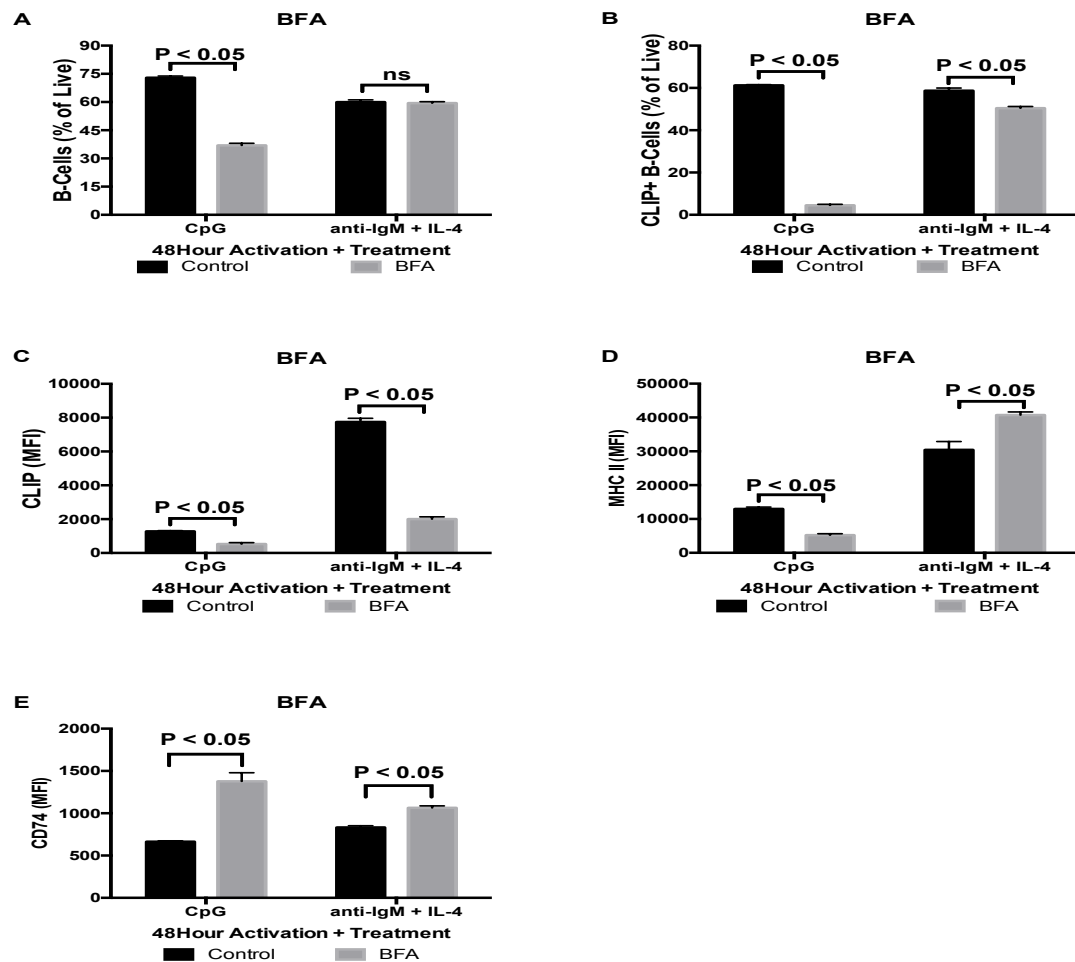 A
BFA
B-Cells (% of Live)
90
75
60
45
30
15
0
P < 0.05
ns
CpG
anti-IgM + IL-4
48Hour Activation + Treatment
Control
BFA
B
BFA
CLIP+ B-Cells (% of Live)
80
60
40
20
0
P < 0.05
P < 0.05
CpG
anti-IgM + IL-4
48Hour Activation + Treatment
Control
BFA
C
BFA
CLIP (MFI)
10000
8000
6000
4000
2000
0
P < 0.05
P < 0.05
CpG
anti-IgM + IL-4
48Hour Activation + Treatment
Control
BFA
D
BFA
MHC II (MFI)
50000
40000
30000
20000
10000
0
P < 0.05
P < 0.05
CpG
anti-IgM + IL-4
48Hour Activation + Treatment
Control
BFA
E
BFA
CD74 (MFI)
2000
1500
1000
500
0
P < 0.05
P < 0.05
CpG
anti-IgM + IL-4
48Hour Activation + Treatment
Control
BFA